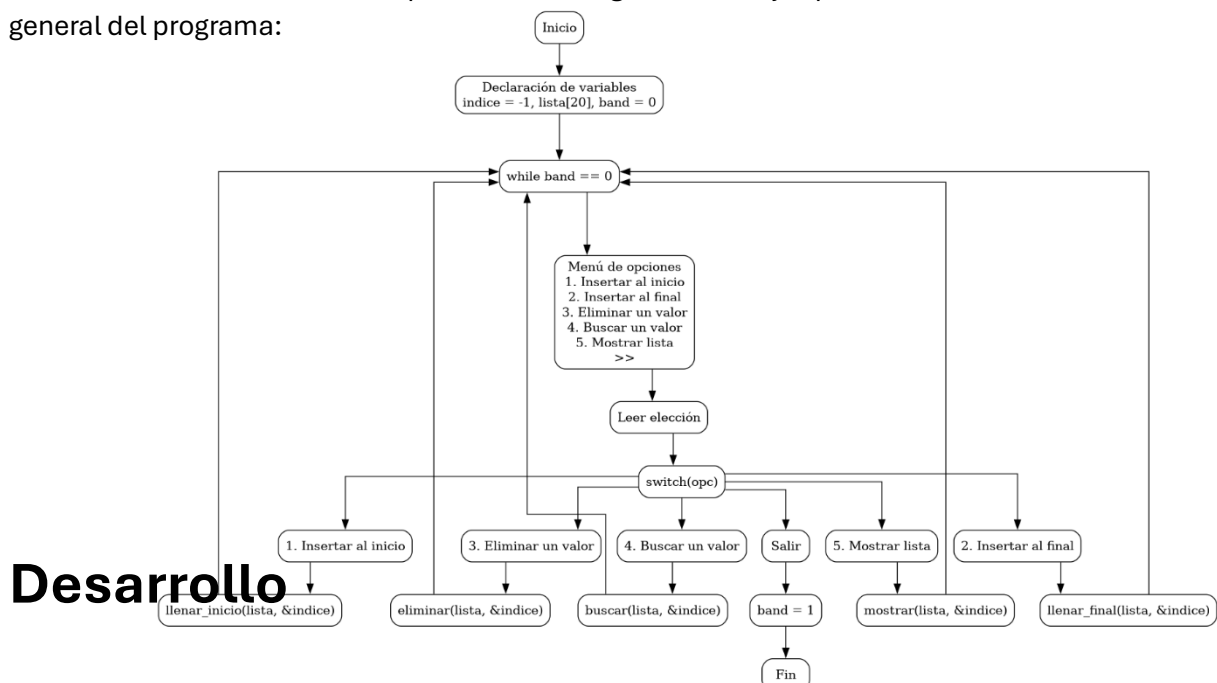 general del programa:
Inicio
Declaración de variables
indice = -1, lista[20], band = 0
while band == 0
Menú de opciones
1. Insertar al inicio
2. Insertar al final
3. Eliminar un valor
4. Buscar un valor
5. Mostrar lista
>>
Leer elección
switch(opc)
1. Insertar al inicio
3. Eliminar un valor
4. Buscar un valor
Salir
5. Mostrar lista
2. Insertar al final
Desarrollo
llenar_inicio(lista, &indice)
eliminar(lista, &indice)
buscar(lista, &indice)
band = 1
mostrar(lista, &indice)
llenar_final(lista, &indice)
Fin